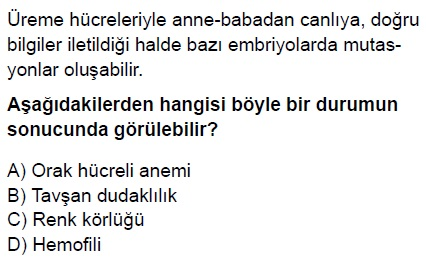 Üreme hücreleriyle anne-babadan canlıya, doğru
bilgiler iletildiği halde bazı embriyolarda mutas-
yonlar oluşabilir.
Aşağıdakilerden hangisi böyle bir durumun
sonucunda görülebilir?
A) Orak hücreli anemi
B) Tavşan dudaklılık
C) Renk körlüğü
D) Hemofili